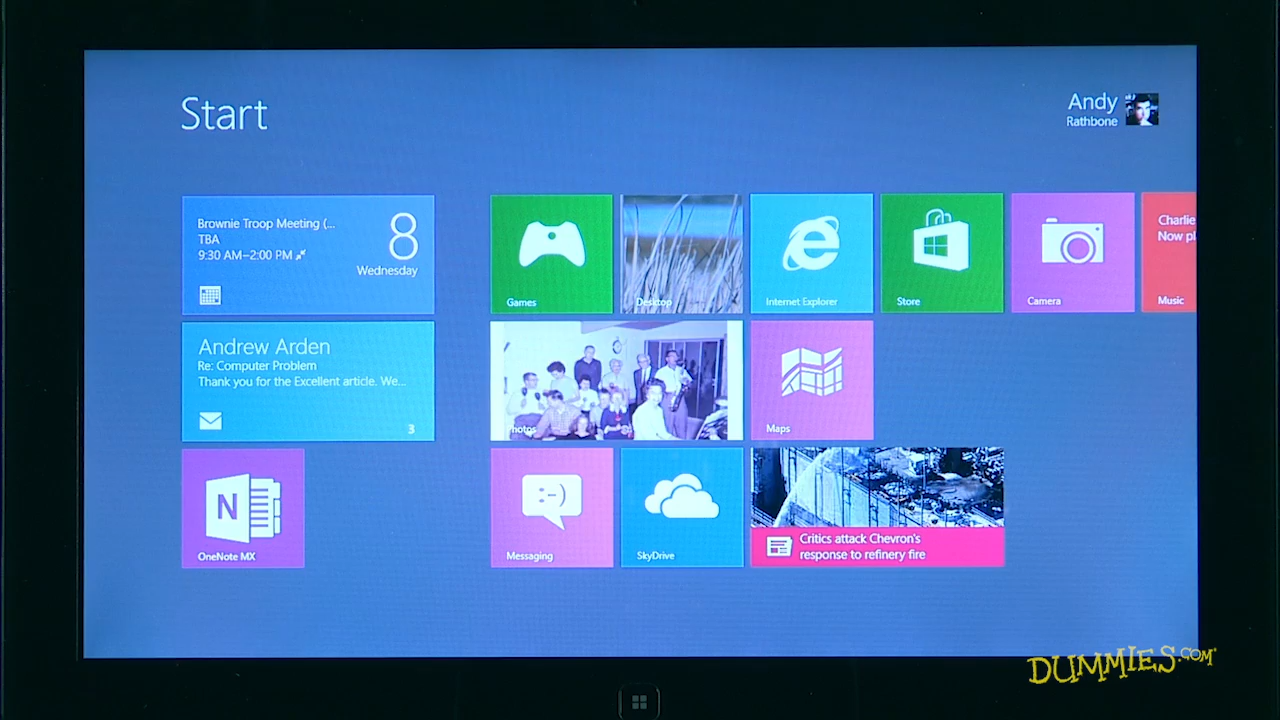 Start
Andy
Rathbone
Brownie Troop Meeting (...
TBA
9:30 AM–2:00 PM
8
Wednesday
Games
Desktop
Internet Explorer
Store
Camera
Charlie
Now pl
Music
Andrew Arden
Re: Computer Problem
Thank you for the Excellent article. We...
3
Photos
Maps
N
OneNote MX
:-)
Messaging
SkyDrive
Critics attack Chevron's
response to refinery fire
DUMMIES.COM